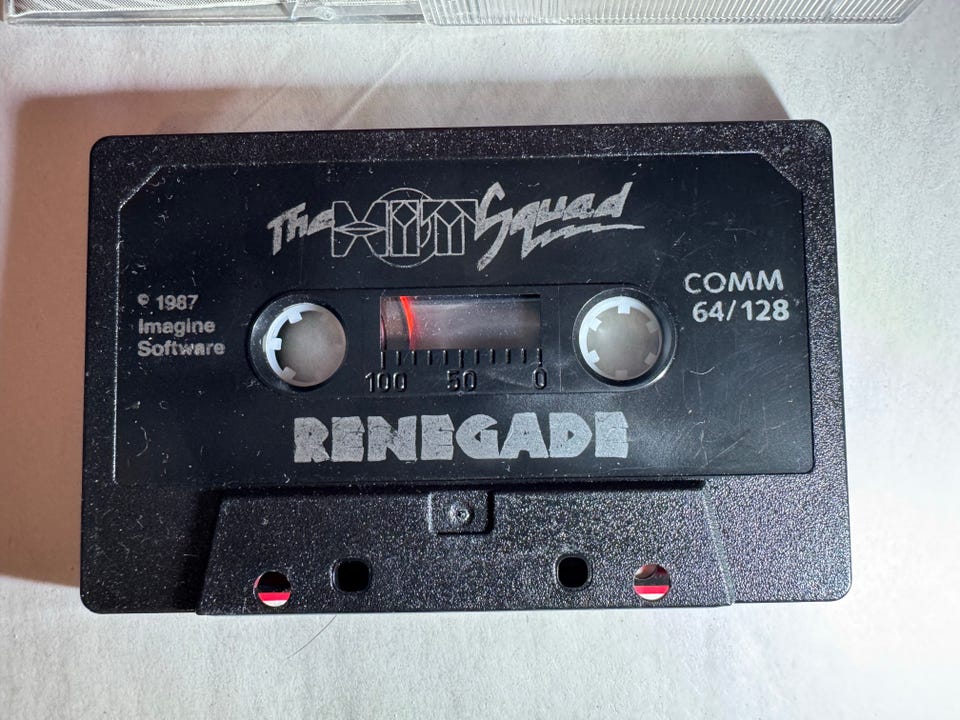 The HIT Squad
© 1987
Imagine
Software
COMM
64/128
100 50 0
RENEGADE